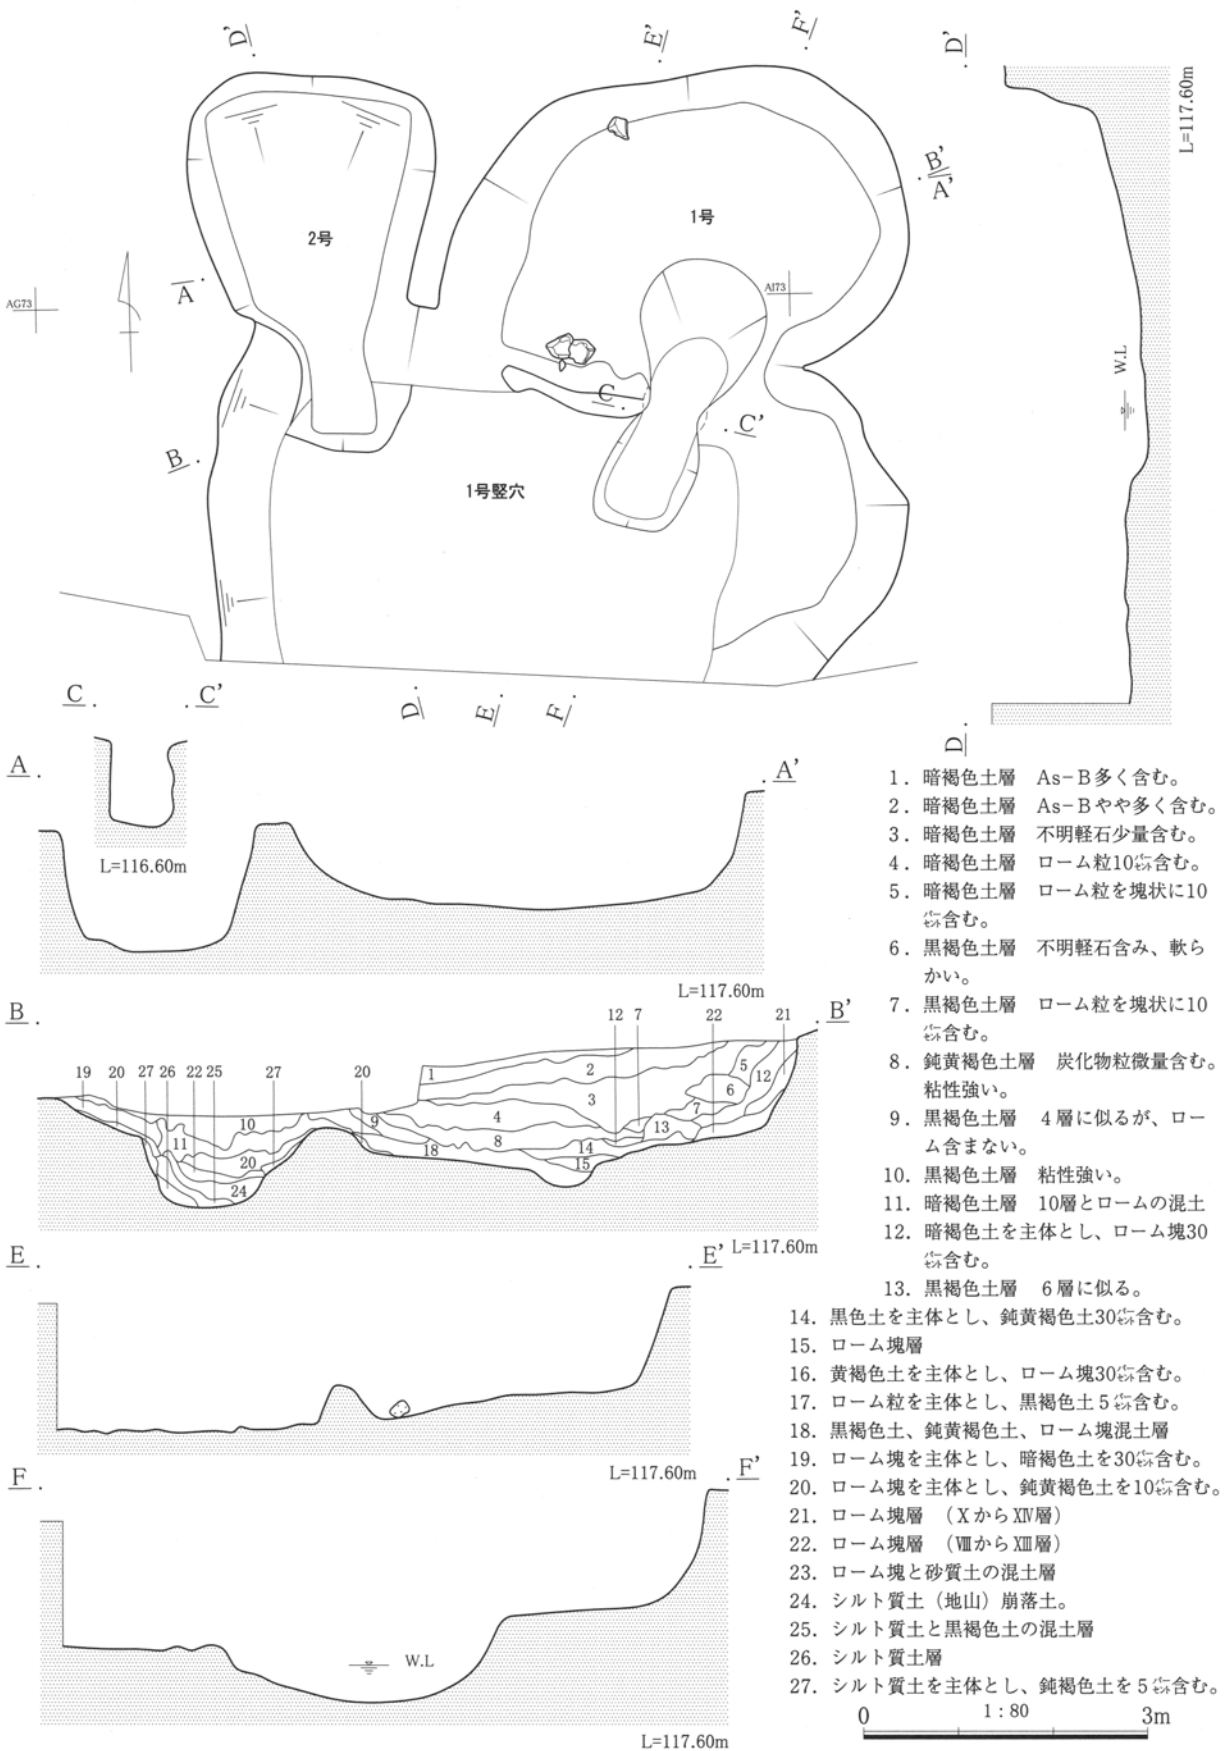 D'
E'
F'
D'
L=117.60m
B'
A'
2号
1号
A
AG73
AI73
W.L
C
C'
B
1号竪穴
D
E
F
D
C
C'
A
A'
L=116.60m
L=117.60m
B
B'
12 7 22 21
19 20 27 26 22 25 27 20
1 2 3 4 5 6 7 8 9 10 11 12 13 14 15 18 20 24
L=117.60m
E
E'
L=117.60m
F
F'
W.L
L=117.60m
1. 暗褐色土層 As-B多く含む。
2. 暗褐色土層 As-Bやや多く含む。
3. 暗褐色土層 不明軽石少量含む。
4. 暗褐色土層 ローム粒10㌫含む。
5. 暗褐色土層 ローム粒を塊状に10
㌫含む。
6. 黒褐色土層 不明軽石含み、軟ら
かい。
7. 黒褐色土層 ローム粒を塊状に10
㌫含む。
8. 鈍黄褐色土層 炭化物粒微量含む。
粘性強い。
9. 黒褐色土層 4層に似るが、ロー
ム含まない。
10. 黒褐色土層 粘性強い。
11. 暗褐色土層 10層とロームの混土
12. 暗褐色土を主体とし、ローム塊30
㌫含む。
13. 黒褐色土層 6層に似る。
14. 黒色土を主体とし、鈍黄褐色土30㌫含む。
15. ローム塊層
16. 黄褐色土を主体とし、ローム塊30㌫含む。
17. ローム粒を主体とし、黒褐色土5㌫含む。
18. 黒褐色土、鈍黄褐色土、ローム塊混土層
19. ローム塊を主体とし、暗褐色土を30㌫含む。
20. ローム塊を主体とし、鈍黄褐色土を10㌫含む。
21. ローム塊層 (ⅩからXIV層)
22. ローム塊層 (ⅧからXIII層)
23. ローム塊と砂質土の混土層
24. シルト質土(地山)崩落土。
25. シルト質土と黒褐色土の混土層
26. シルト質土層
27. シルト質土を主体とし、鈍褐色土を5㌫含む。
0 1:80 3m